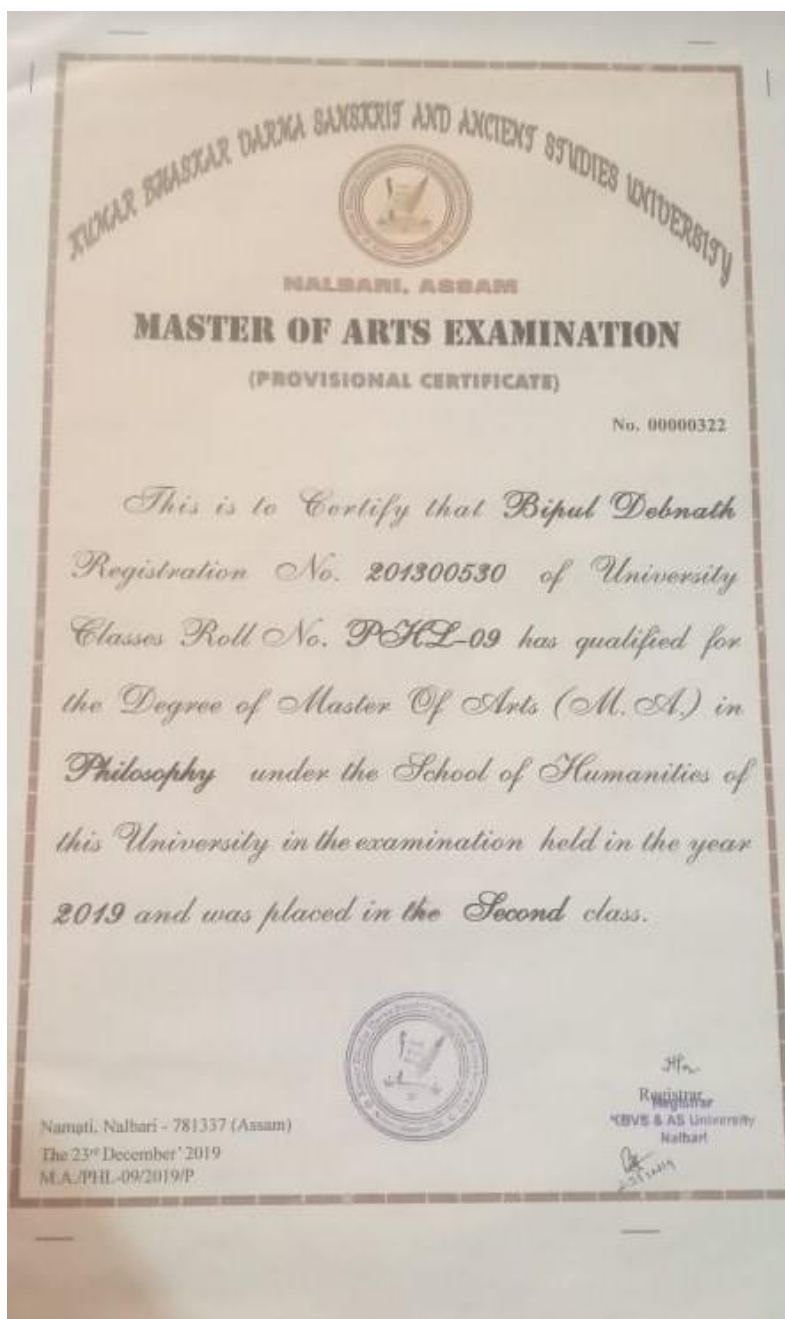 KUMAR BHASKAR VARMA SANSKRIT AND ANCIENT STUDIES UNIVERSITY
NALBARI, ASSAM
MASTER OF ARTS EXAMINATION
(PROVISIONAL CERTIFICATE)
No. 00000322
This is to Certify that Bipul Debnath
Registration No. 201300530 of University
Classes Roll No. PHL-09 has qualified for
the Degree of Master Of Arts (M. A.) in
Philosophy under the School of Humanities of
this University in the examination held in the year
2019 and was placed in the Second class.
Registrar
Registrar
KBVS & AS University
Nalbari
Namati, Nalbari - 781337 (Assam)
The 23rd December' 2019
M.A./PHL-09/2019/P